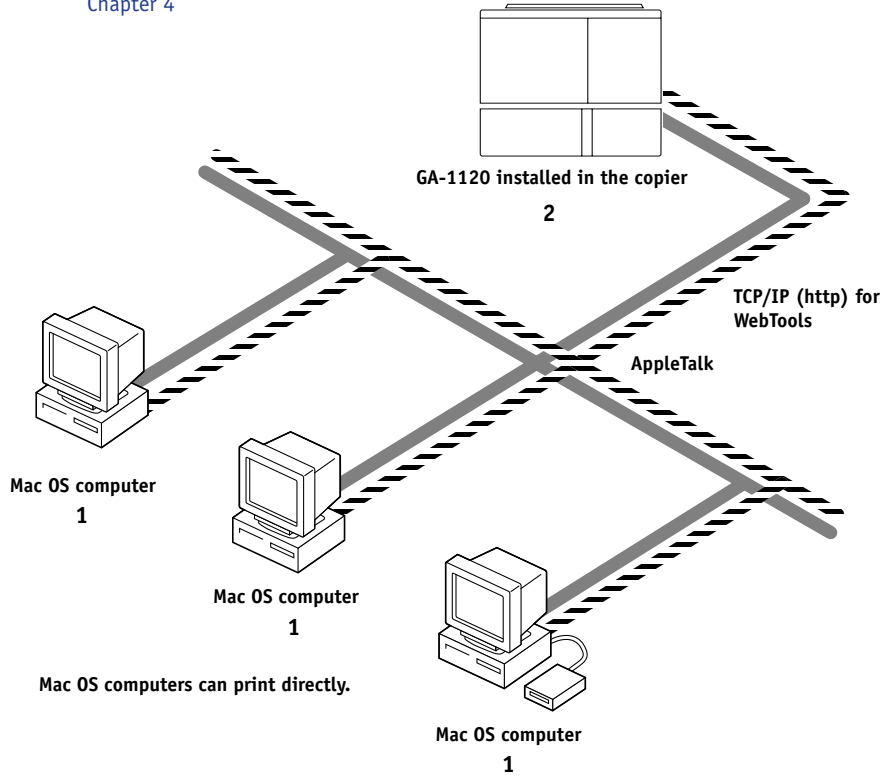 Chapter 4
GA-1120 installed in the copier
2
TCP/IP (http) for
WebTools
AppleTalk
Mac OS computer
1
Mac OS computer
1
Mac OS computers can print directly.
Mac OS computer
1